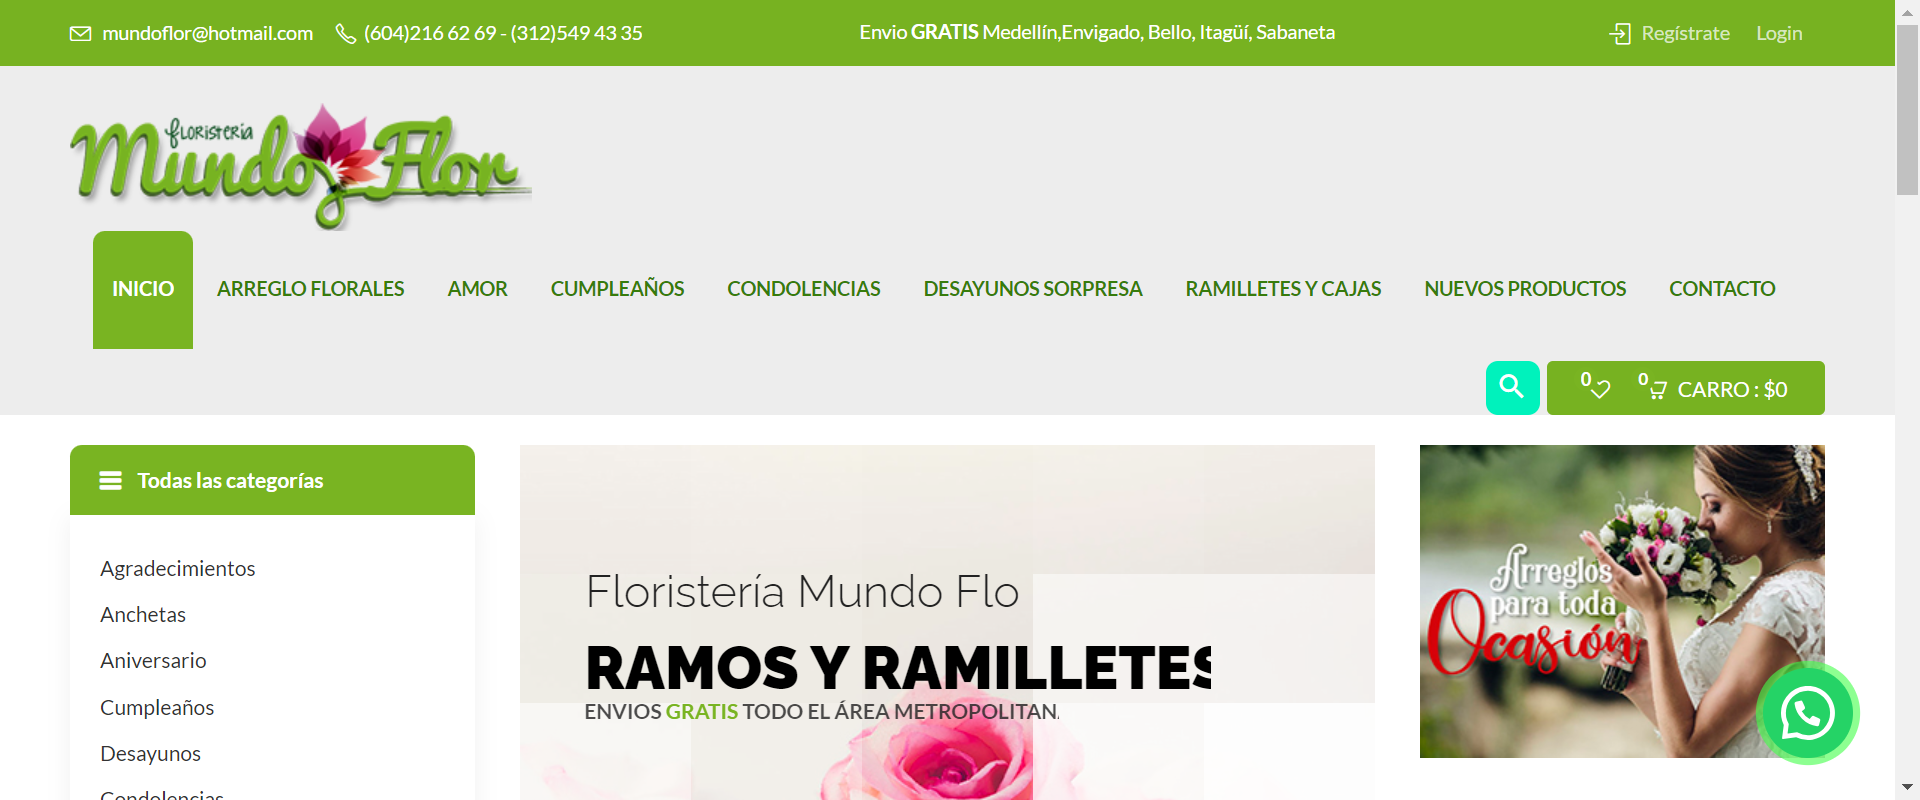 mundoflor@hotmail.com (604)216 62 69 - (312)549 43 35 Envio GRATIS Medellín,Envigado, Bello, Itagüí, Sabaneta Regístrate Login
floristería
Mundo Flor
INICIO ARREGLO FLORALES AMOR CUMPLEAÑOS CONDOLENCIAS DESAYUNOS SORPRESA RAMILLETES Y CAJAS NUEVOS PRODUCTOS CONTACTO
0 0 CARRO : $0
Todas las categorías
Agradecimientos
Anchetas
Aniversario
Cumpleaños
Desayunos
Condolencias
Floristería Mundo Flo
RAMOS Y RAMILLETES
ENVIOS GRATIS TODO EL ÁREA METROPOLITAN
Arreglos
para toda
Ocasión